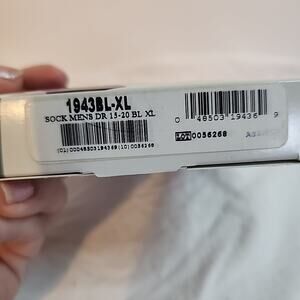 1943BL-XL
SOCK MENS DR 15-20 BL XL
(01)00048503194369(10)0056268
0 48503 19436 9
LOT 0056268